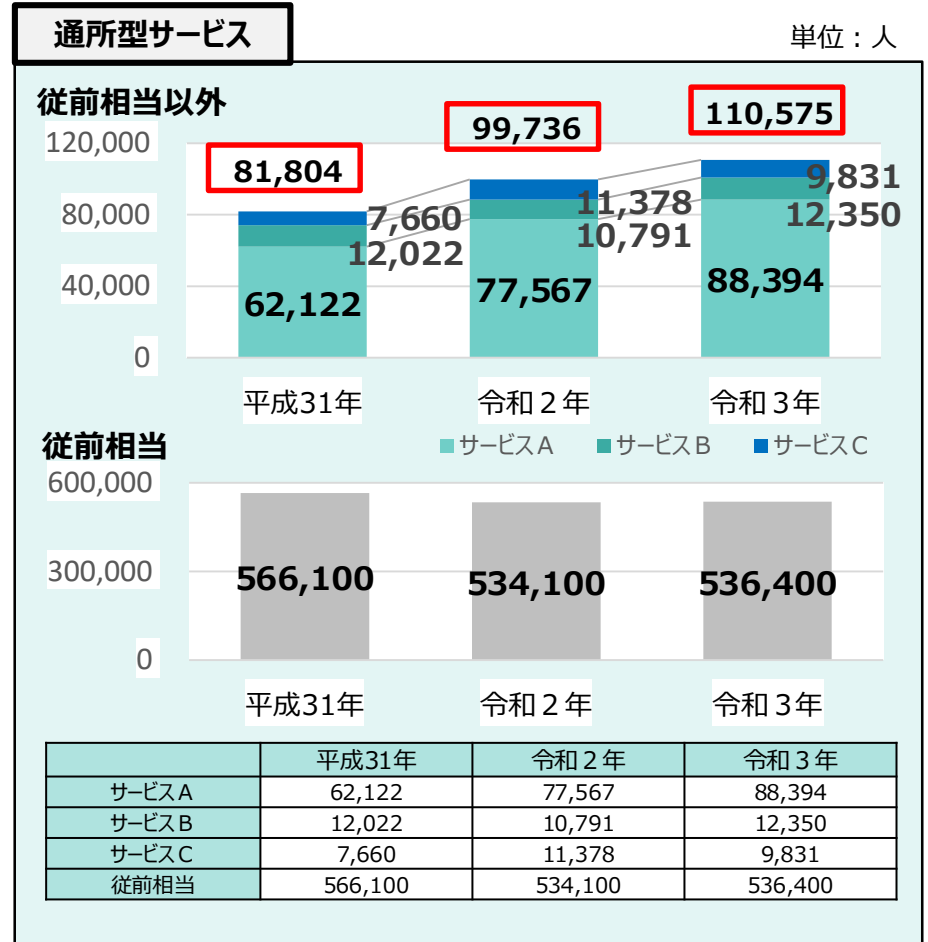 通所型サービス
単位：人
従前相当以外
120,000
80,000
40,000
0
81,804
99,736
110,575
7,660
12,022
62,122
11,378
10,791
77,567
9,831
12,350
88,394
平成31年
令和２年
令和３年
サービスA
サービスB
サービスC
従前相当
600,000
300,000
0
566,100
534,100
536,400
平成31年
令和２年
令和３年
平成31年 令和２年 令和３年
サービスA 62,122 77,567 88,394
サービスB 12,022 10,791 12,350
サービスC 7,660 11,378 9,831
従前相当 566,100 534,100 536,400